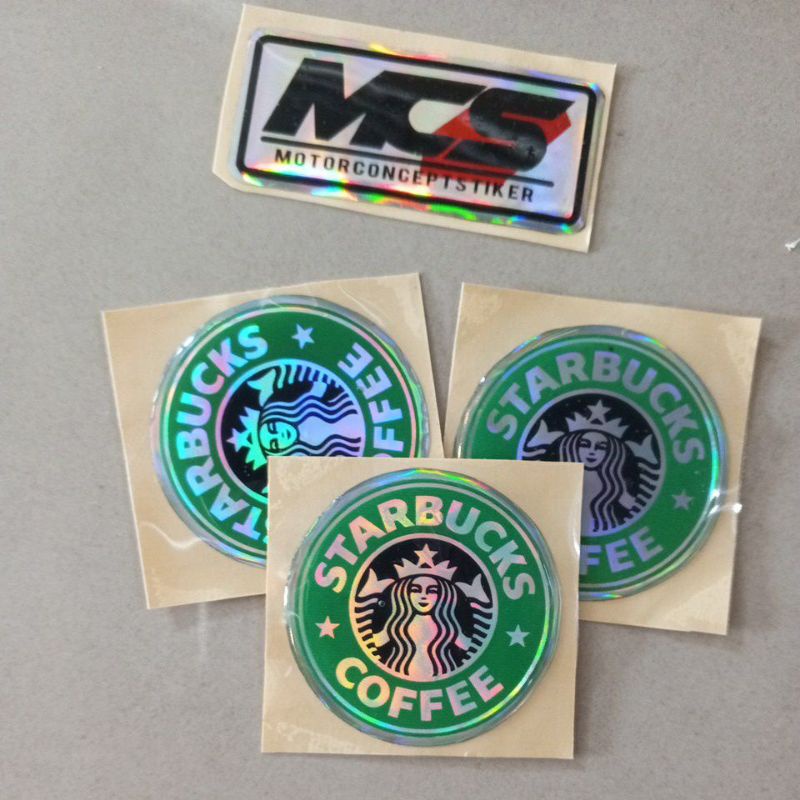 MCS
MOTORCONCEPTSTIKER
STARBUCKS
COFFEE
STARBUCKS
FFEE
STARBUCKS
COFFEE